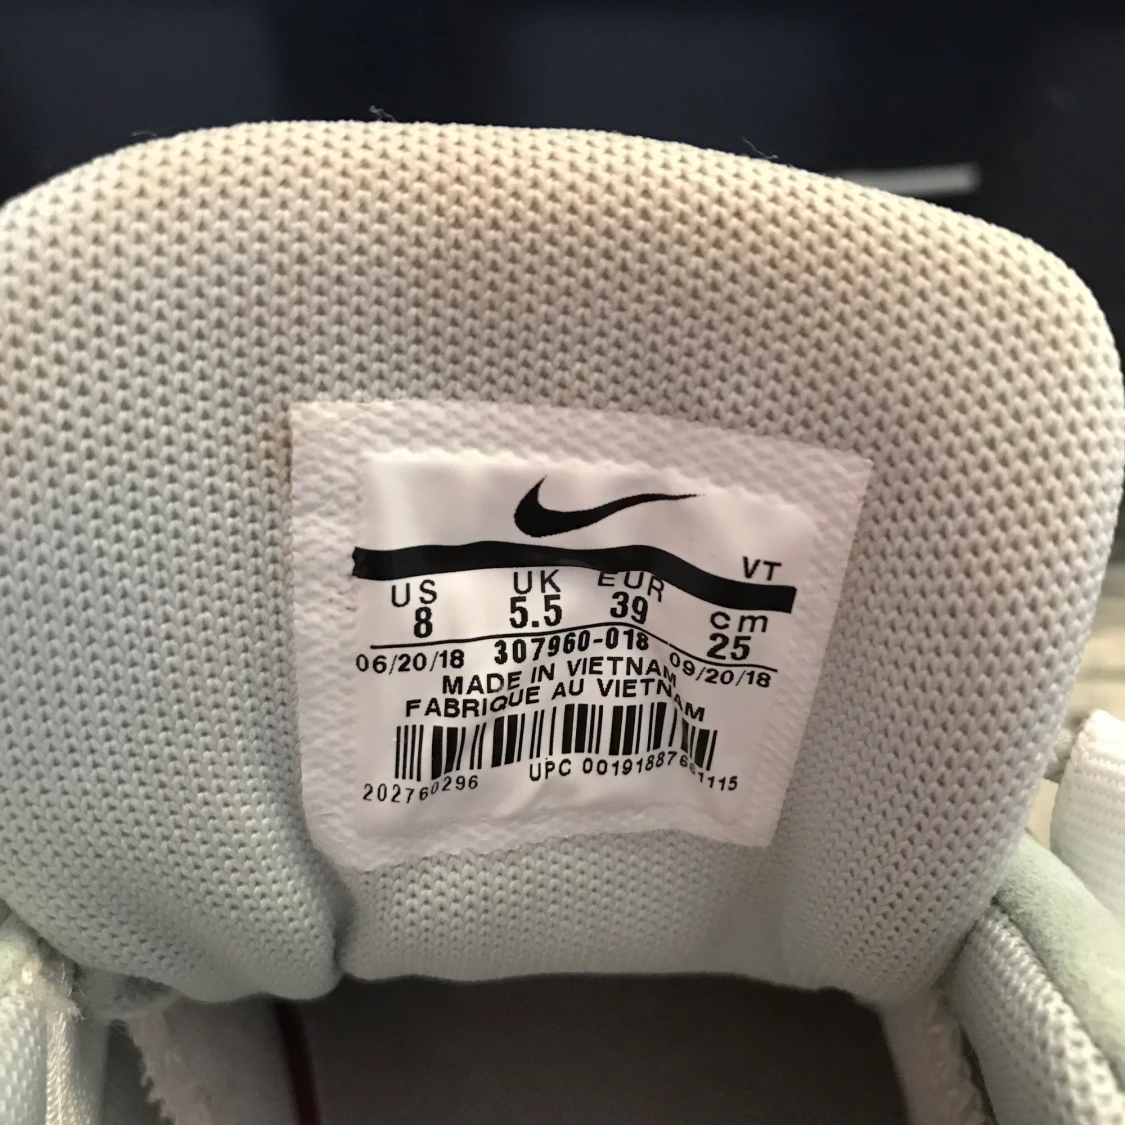 VT
US UK EUR cm
8 5.5 39 25
06/20/18 307960-018 09/20/18
MADE IN VIETNAM
FABRIQUE AU VIETNAM
202760296 UPC